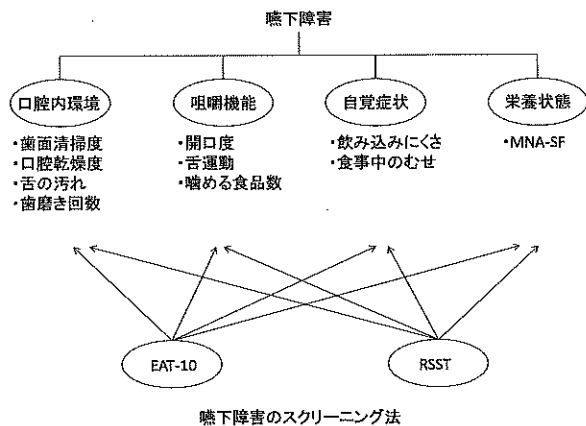 嚥下障害
口腔内環境
咀嚼機能
自覚症状
栄養状態
・歯面清掃度
・口腔乾燥度
・舌の汚れ
・歯磨き回数
・開口度
・舌運動
・噛める食品数
・飲み込みにくさ
・食事中のむせ
・MNA-SF
EAT-10
RSST
嚥下障害のスクリーニング法